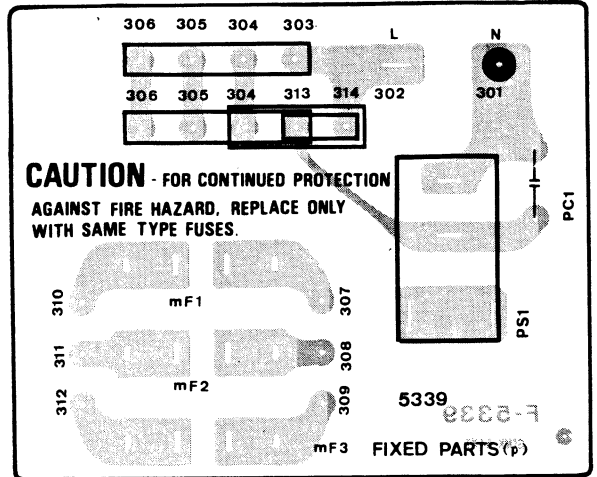 306 305 304 303
L N
306 305 304 313 314 302 301
CAUTION - FOR CONTINUED PROTECTION
AGAINST FIRE HAZARD, REPLACE ONLY
WITH SAME TYPE FUSES.
PC1
310 mF1 307
PS1
311 308
mF2
312 309
5339
F-5339
mF3 FIXED PARTS(p)